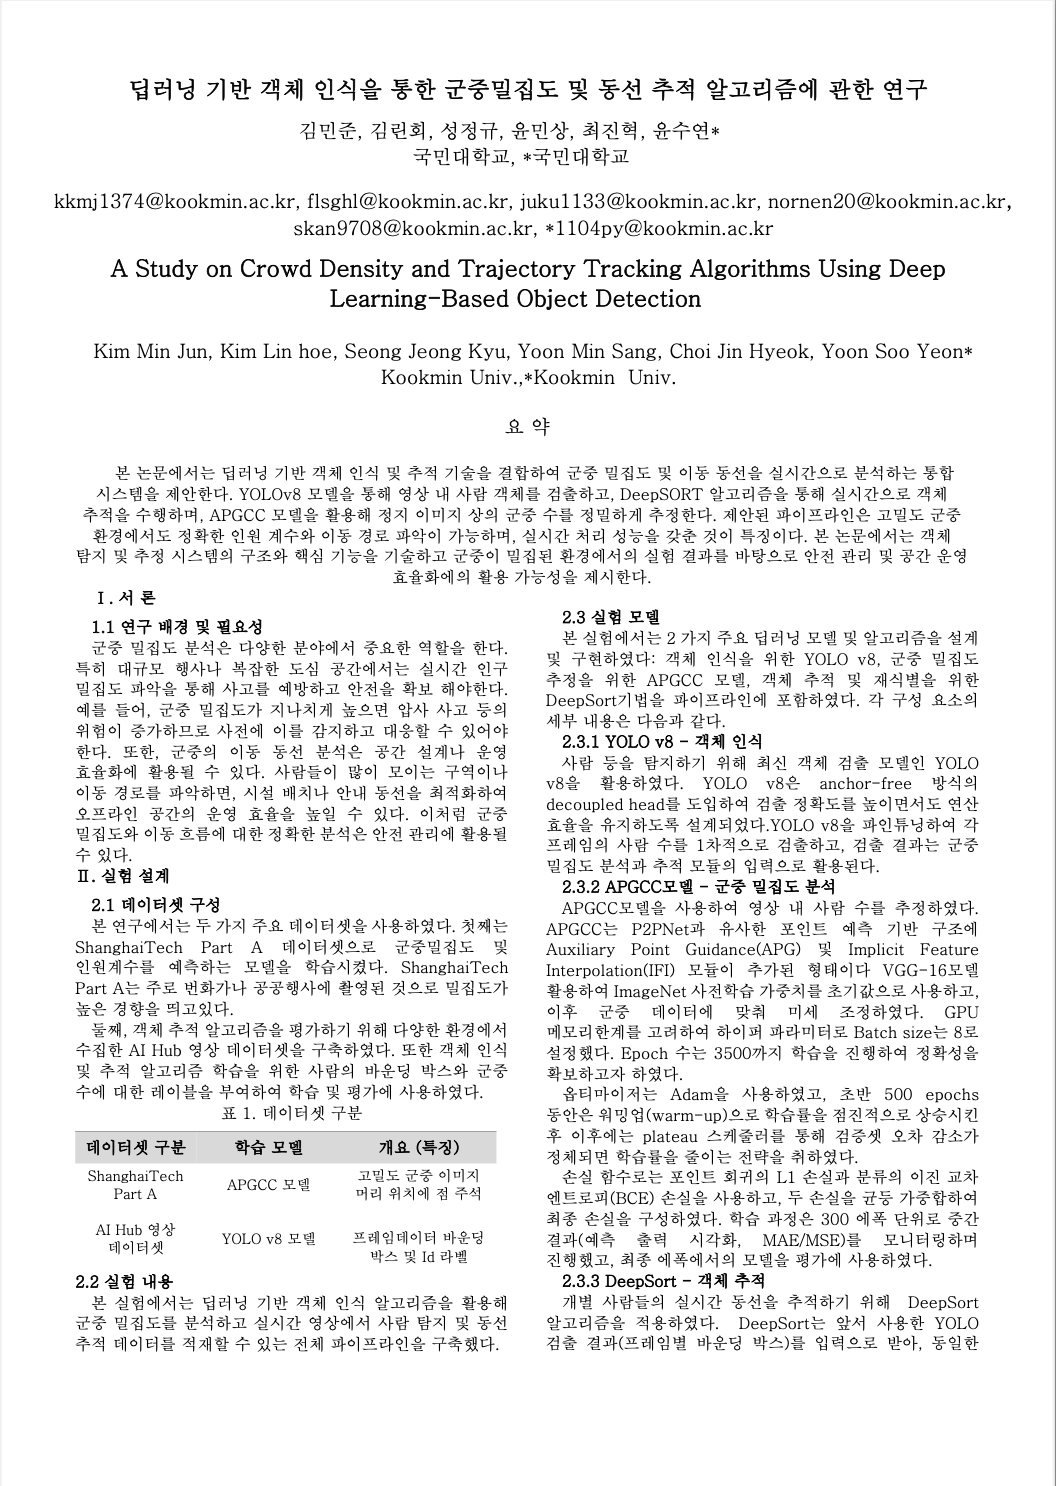 딥러닝 기반 객체 인식을 통한 군중밀집도 및 동선 추적 알고리즘에 관한 연구
김민준, 김린회, 성정규, 윤민상, 최진혁, 윤수연*
국민대학교, *국민대학교
kkmj1374@kookmin.ac.kr, flsghl@kookmin.ac.kr, juku1133@kookmin.ac.kr, nornen20@kookmin.ac.kr,
skan9708@kookmin.ac.kr, *1104py@kookmin.ac.kr
A Study on Crowd Density and Trajectory Tracking Algorithms Using Deep
Learning-Based Object Detection
Kim Min Jun, Kim Lin hoe, Seong Jeong Kyu, Yoon Min Sang, Choi Jin Hyeok, Yoon Soo Yeon*
Kookmin Univ.,*Kookmin Univ.
요 약
본 논문에서는 딥러닝 기반 객체 인식 및 추적 기술을 결합하여 군중 밀집도 및 이동 동선을 실시간으로 분석하는 통합
시스템을 제안한다. YOLOv8 모델을 통해 영상 내 사람 객체를 검출하고, DeepSORT 알고리즘을 통해 실시간으로 객체
추적을 수행하며, APGCC 모델을 활용해 정지 이미지 상의 군중 수를 정밀하게 추정한다. 제안된 파이프라인은 고밀도 군중
환경에서도 정확한 인원 계수와 이동 경로 파악이 가능하며, 실시간 처리 성능을 갖춘 것이 특징이다. 본 논문에서는 객체
탐지 및 추정 시스템의 구조와 핵심 기능을 기술하고 군중이 밀집된 환경에서의 실험 결과를 바탕으로 안전 관리 및 공간 운영
효율화에의 활용 가능성을 제시한다.
Ⅰ. 서 론
1.1 연구 배경 및 필요성
군중 밀집도 분석은 다양한 분야에서 중요한 역할을 한다.
특히 대규모 행사나 복잡한 도심 공간에서는 실시간 인구
밀집도 파악을 통해 사고를 예방하고 안전을 확보 해야한다.
예를 들어, 군중 밀집도가 지나치게 높으면 압사 사고 등의
위험이 증가하므로 사전에 이를 감지하고 대응할 수 있어야
한다. 또한, 군중의 이동 동선 분석은 공간 설계나 운영
효율화에 활용될 수 있다. 사람들이 많이 모이는 구역이나
이동 경로를 파악하면, 시설 배치나 안내 동선을 최적화하여
오프라인 공간의 운영 효율을 높일 수 있다. 이처럼 군중
밀집도와 이동 흐름에 대한 정확한 분석은 안전 관리에 활용될
수 있다.
Ⅱ. 실험 설계
2.1 데이터셋 구성
본 연구에서는 두 가지 주요 데이터셋을 사용하였다. 첫째는
ShanghaiTech Part A 데이터셋으로 군중밀집도 및
인원계수를 예측하는 모델을 학습시켰다. ShanghaiTech
Part A는 주로 번화가나 공공행사에 촬영된 것으로 밀집도가
높은 경향을 띄고있다.
둘째, 객체 추적 알고리즘을 평가하기 위해 다양한 환경에서
수집한 AI Hub 영상 데이터셋을 구축하였다. 또한 객체 인식
및 추적 알고리즘 학습을 위한 사람의 바운딩 박스와 군중
수에 대한 레이블을 부여하여 학습 및 평가에 사용하였다.
표 1. 데이터셋 구분
데이터셋 구분 학습 모델 개요 (특징)
ShanghaiTech
Part A
APGCC 모델
고밀도 군중 이미지
머리 위치에 점 주석
AI Hub 영상
데이터셋
YOLO v8 모델
프레임데이터 바운딩
박스 및 Id 라벨
2.2 실험 내용
본 실험에서는 딥러닝 기반 객체 인식 알고리즘을 활용해
군중 밀집도를 분석하고 실시간 영상에서 사람 탐지 및 동선
추적 데이터를 적재할 수 있는 전체 파이프라인을 구축했다.
2.3 실험 모델
본 실험에서는 2 가지 주요 딥러닝 모델 및 알고리즘을 설계
및 구현하였다: 객체 인식을 위한 YOLO v8, 군중 밀집도
추정을 위한 APGCC 모델, 객체 추적 및 재식별을 위한
DeepSort기법을 파이프라인에 포함하였다. 각 구성 요소의
세부 내용은 다음과 같다.
2.3.1 YOLO v8 - 객체 인식
사람 등을 탐지하기 위해 최신 객체 검출 모델인 YOLO
v8을 활용하였다. YOLO v8은 anchor-free 방식의
decoupled head를 도입하여 검출 정확도를 높이면서도 연산
효율을 유지하도록 설계되었다.YOLO v8을 파인튜닝하여 각
프레임의 사람 수를 1차적으로 검출하고, 검출 결과는 군중
밀집도 분석과 추적 모듈의 입력으로 활용된다.
2.3.2 APGCC모델 - 군중 밀집도 분석
APGCC모델을 사용하여 영상 내 사람 수를 추정하였다.
APGCC는 P2PNet과 유사한 포인트 예측 기반 구조에
Auxiliary Point Guidance(APG) 및 Implicit Feature
Interpolation(IFI) 모듈이 추가된 형태이다 VGG-16모델
활용하여 ImageNet 사전학습 가중치를 초기값으로 사용하고,
이후 군중 데이터에 맞춰 미세 조정하였다. GPU
메모리한계를 고려하여 하이퍼 파라미터로 Batch size는 8로
설정했다. Epoch 수는 3500까지 학습을 진행하여 정확성을
확보하고자 하였다.
옵티마이저는 Adam을 사용하였고, 초반 500 epochs
동안은 워밍업(warm-up)으로 학습률을 점진적으로 상승시킨
후 이후에는 plateau 스케줄러를 통해 검증셋 오차 감소가
정체되면 학습률을 줄이는 전략을 취하였다.
손실 함수로는 포인트 회귀의 L1 손실과 분류의 이진 교차
엔트로피(BCE) 손실을 사용하고, 두 손실을 균등 가중합하여
최종 손실을 구성하였다. 학습 과정은 300 에폭 단위로 중간
결과(예측 출력 시각화, MAE/MSE)를 모니터링하며
진행했고, 최종 에폭에서의 모델을 평가에 사용하였다.
2.3.3 DeepSort - 객체 추적
개별 사람들의 실시간 동선을 추적하기 위해 DeepSort
알고리즘을 적용하였다. DeepSort는 앞서 사용한 YOLO
검출 결과(프레임별 바운딩 박스)를 입력으로 받아, 동일한